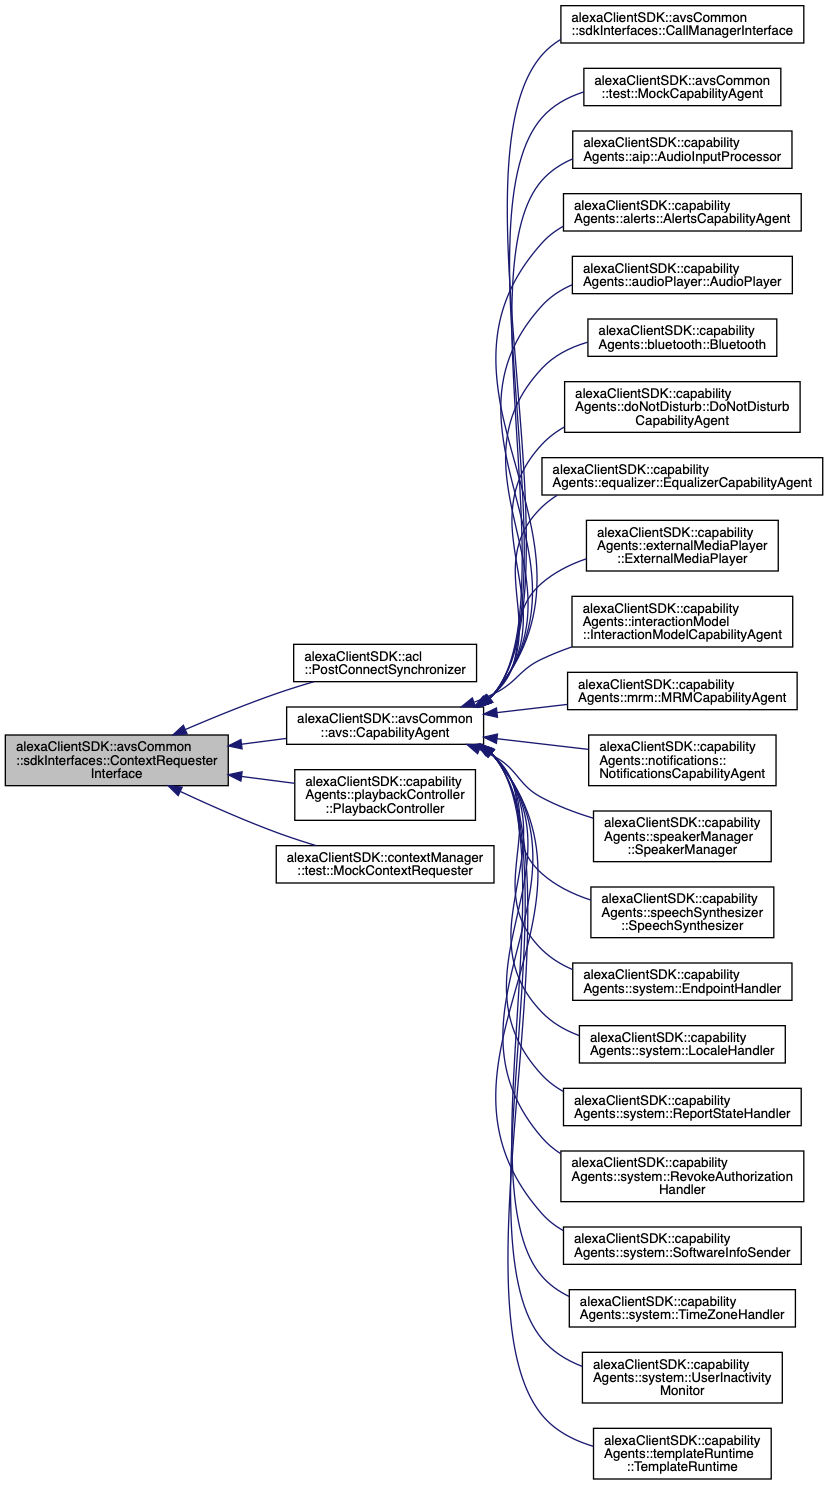 alexaClientSDK::avsCommon
::sdkInterfaces::CallManagerInterface
alexaClientSDK::avsCommon
::test::MockCapabilityAgent
alexaClientSDK::capability
Agents::aip::AudioInputProcessor
alexaClientSDK::capability
Agents::alerts::AlertsCapabilityAgent
alexaClientSDK::capability
Agents::audioPlayer::AudioPlayer
alexaClientSDK::capability
Agents::bluetooth::Bluetooth
alexaClientSDK::capability
Agents::doNotDisturb::DoNotDisturb
CapabilityAgent
alexaClientSDK::capability
Agents::equalizer::EqualizerCapabilityAgent
alexaClientSDK::capability
Agents::externalMediaPlayer
::ExternalMediaPlayer
alexaClientSDK::capability
Agents::interactionModel
::InteractionModelCapabilityAgent
alexaClientSDK::acl
::PostConnectSynchronizer
alexaClientSDK::capability
Agents::mrm::MRMCapabilityAgent
alexaClientSDK::avsCommon
::avs::CapabilityAgent
alexaClientSDK::avsCommon
::sdkInterfaces::ContextRequester
Interface
alexaClientSDK::capability
Agents::notifications::
NotificationsCapabilityAgent
alexaClientSDK::capability
Agents::playbackController
::PlaybackController
alexaClientSDK::capability
Agents::speakerManager
::SpeakerManager
alexaClientSDK::contextManager
::test::MockContextRequester
alexaClientSDK::capability
Agents::speechSynthesizer
::SpeechSynthesizer
alexaClientSDK::capability
Agents::system::EndpointHandler
alexaClientSDK::capability
Agents::system::LocaleHandler
alexaClientSDK::capability
Agents::system::ReportStateHandler
alexaClientSDK::capability
Agents::system::RevokeAuthorization
Handler
alexaClientSDK::capability
Agents::system::SoftwareInfoSender
alexaClientSDK::capability
Agents::system::TimeZoneHandler
alexaClientSDK::capability
Agents::system::UserInactivity
Monitor
alexaClientSDK::capability
Agents::templateRuntime
::TemplateRuntime